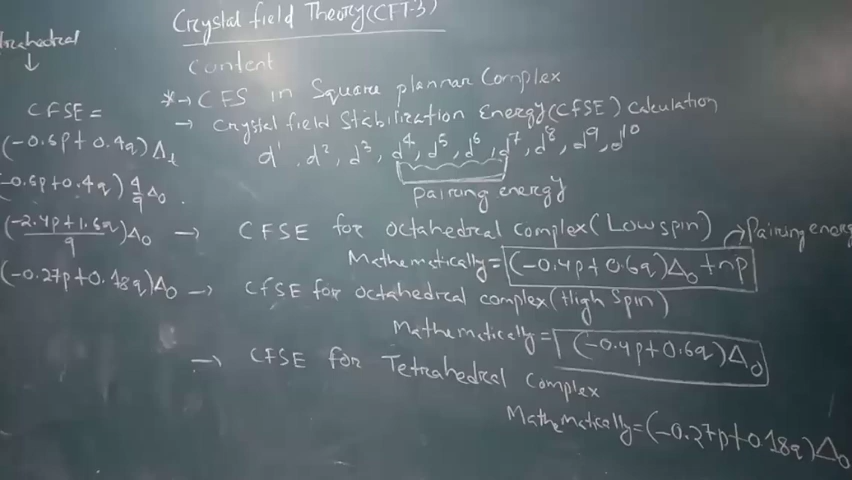 Crystal field Theory(CFT-3)
Content
*→ CFS in Square plannar Complex
→ Crystal field Stabilization Energy(CFSE) Calculation
d¹, d², d³, d⁴, d⁵, d⁶, d⁷, d⁸, d⁹, d¹⁰
pairing energy
→ CFSE for octahedral complex(Low spin) → Pairing energy
Mathematically = (-0.4p+0.6q)Δ₀ + np
→ CFSE for octahedral complex(High Spin)
Mathematically = (-0.4p+0.6q)Δ₀
→ CFSE for Tetrahedral Complex
Mathematically = (-0.27p+0.18q)Δ₀
trahedral
↓
CFSE =
(-0.6p+0.4q)Δt
(-0.6p+0.4q) 4/9 Δ₀
(-2.4p+1.6q)/9 Δ₀
(-0.27p+0.18q)Δ₀